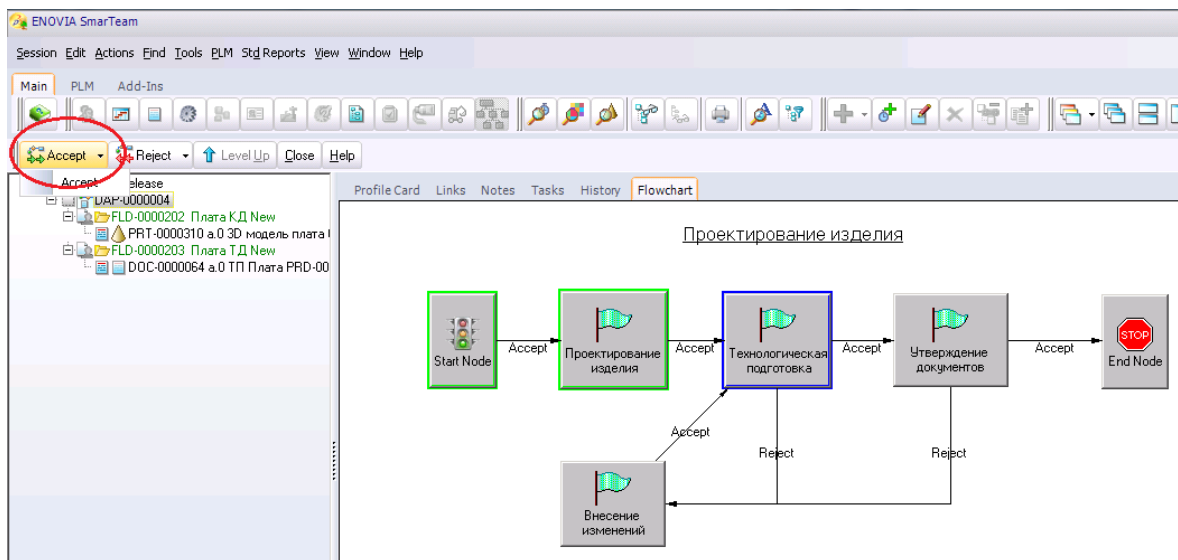 ENOVIA SmarTeam
Session Edit Actions Find Tools PLM Std Reports View Window Help
Main PLM Add-Ins
Accept Reject Level Up Close Help
Accept elease
DAP-0000004
FLD-0000202 Плата КД New
PRT-0000310 a.0 3D модель плата
FLD-0000203 Плата ТД New
DOC-0000064 a.0 ТП Плата PRD-00
Profile Card Links Notes Tasks History Flowchart
Проектирование изделия
Start Node
Accept
Проектирование
изделия
Accept
Технологическая
подготовка
Accept
Утверждение
документов
Accept
STOP
End Node
Accept
Reject
Reject
Внесение
изменений